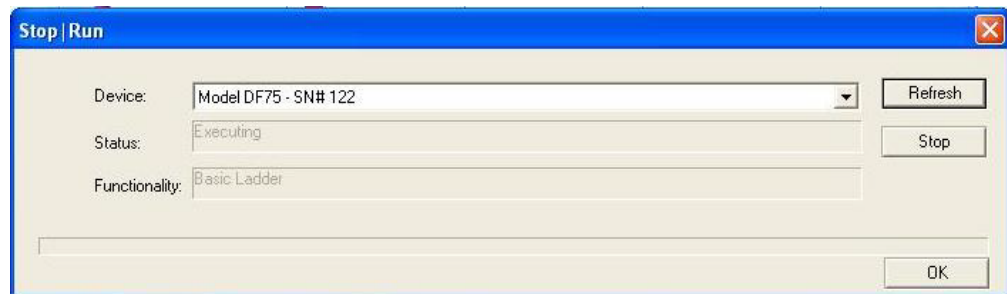 Stop|Run
Device: Model DF75 - SN# 122 Refresh
Status: Executing Stop
Functionality: Basic Ladder
OK